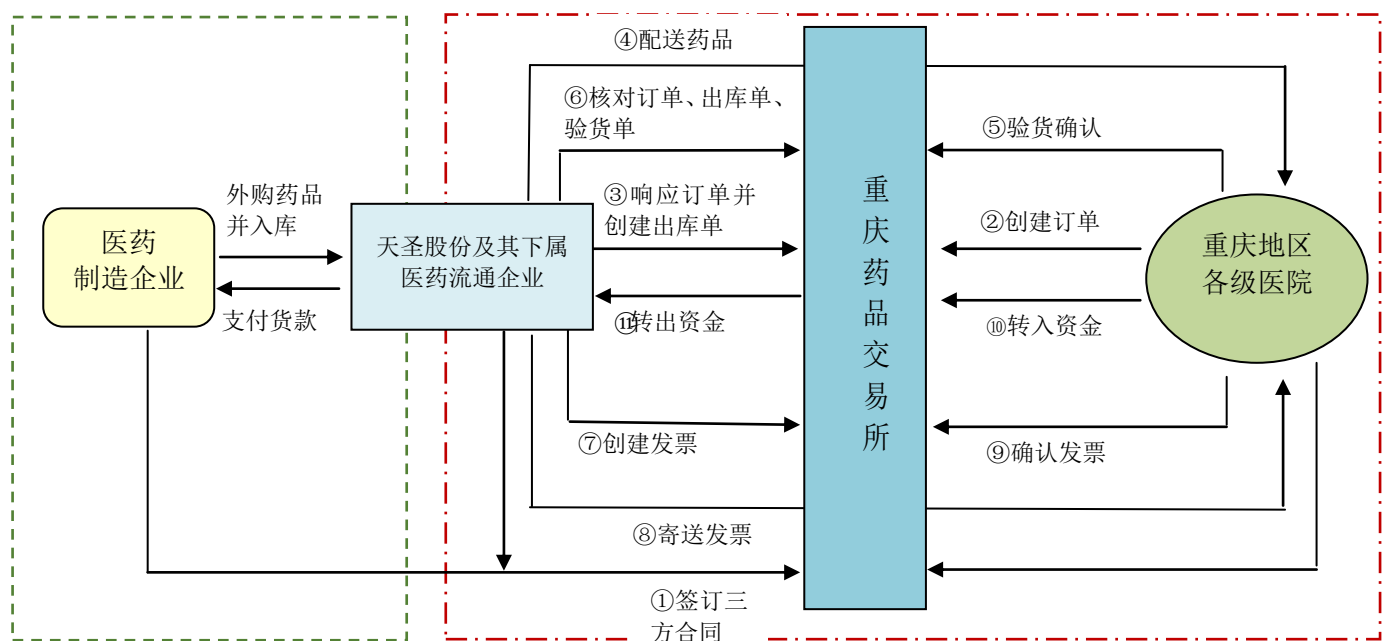 ④配送药品
⑥核对订单、出库单、
验货单
⑤验货确认
外购药品
并入库
③响应订单并
创建出库单
②创建订单
医药
制造企业
天圣股份及其下属
医药流通企业
重庆药品交易所
重庆地区
各级医院
支付货款
⑪转出资金
⑩转入资金
⑦创建发票
⑨确认发票
⑧寄送发票
①签订三
方合同